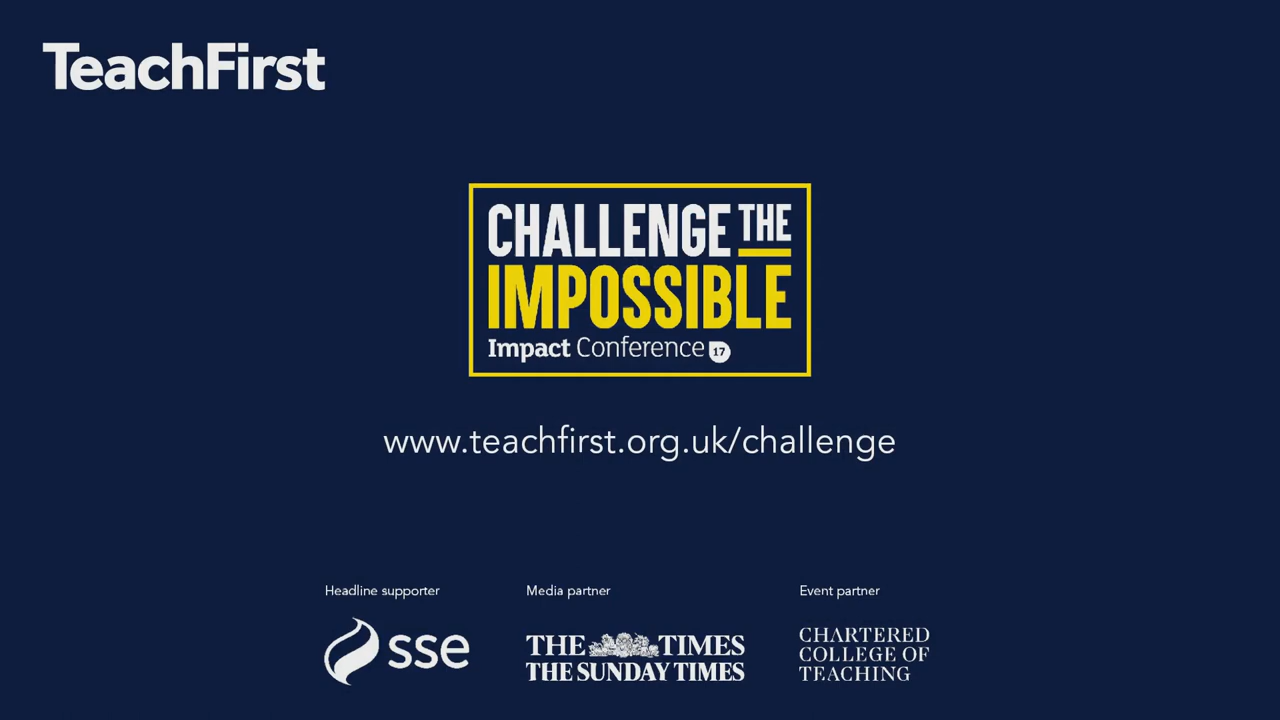 TeachFirst
CHALLENGE THE
IMPOSSIBLE
Impact Conference 17
www.teachfirst.org.uk/challenge
Headline supporter
sse
Media partner
THE TIMES
THE SUNDAY TIMES
Event partner
CHARTERED
COLLEGE OF
TEACHING